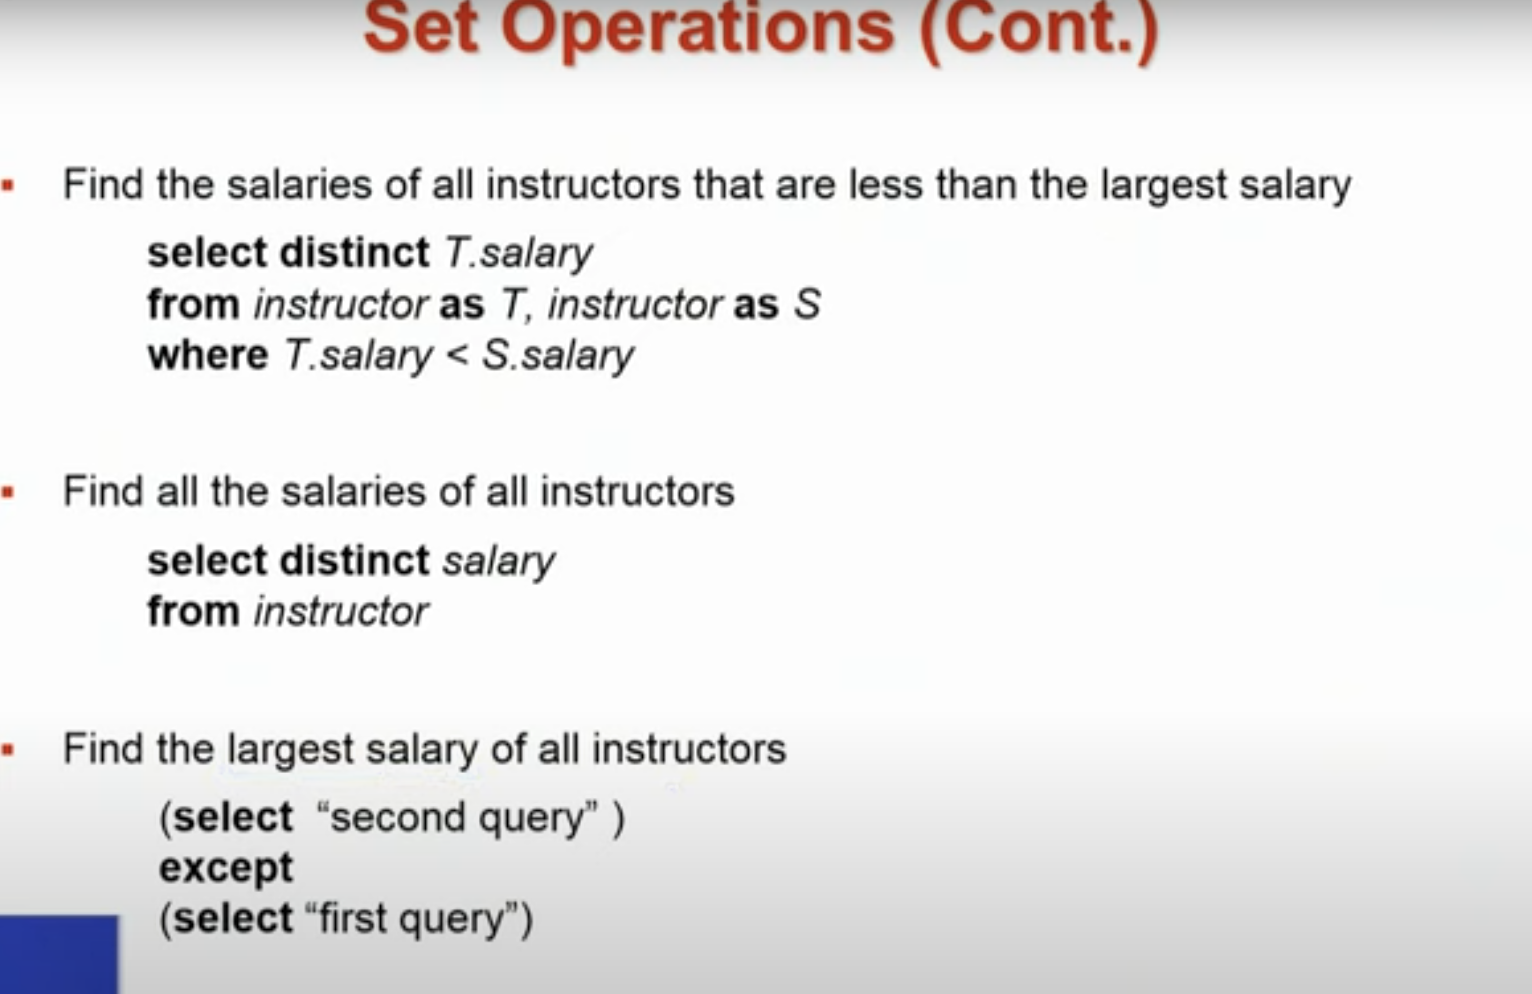 Set Operations (Cont.)
▪ Find the salaries of all instructors that are less than the largest salary
select distinct T.salary
from instructor as T, instructor as S
where T.salary < S.salary
▪ Find all the salaries of all instructors
select distinct salary
from instructor
▪ Find the largest salary of all instructors
(select “second query” )
except
(select “first query”)